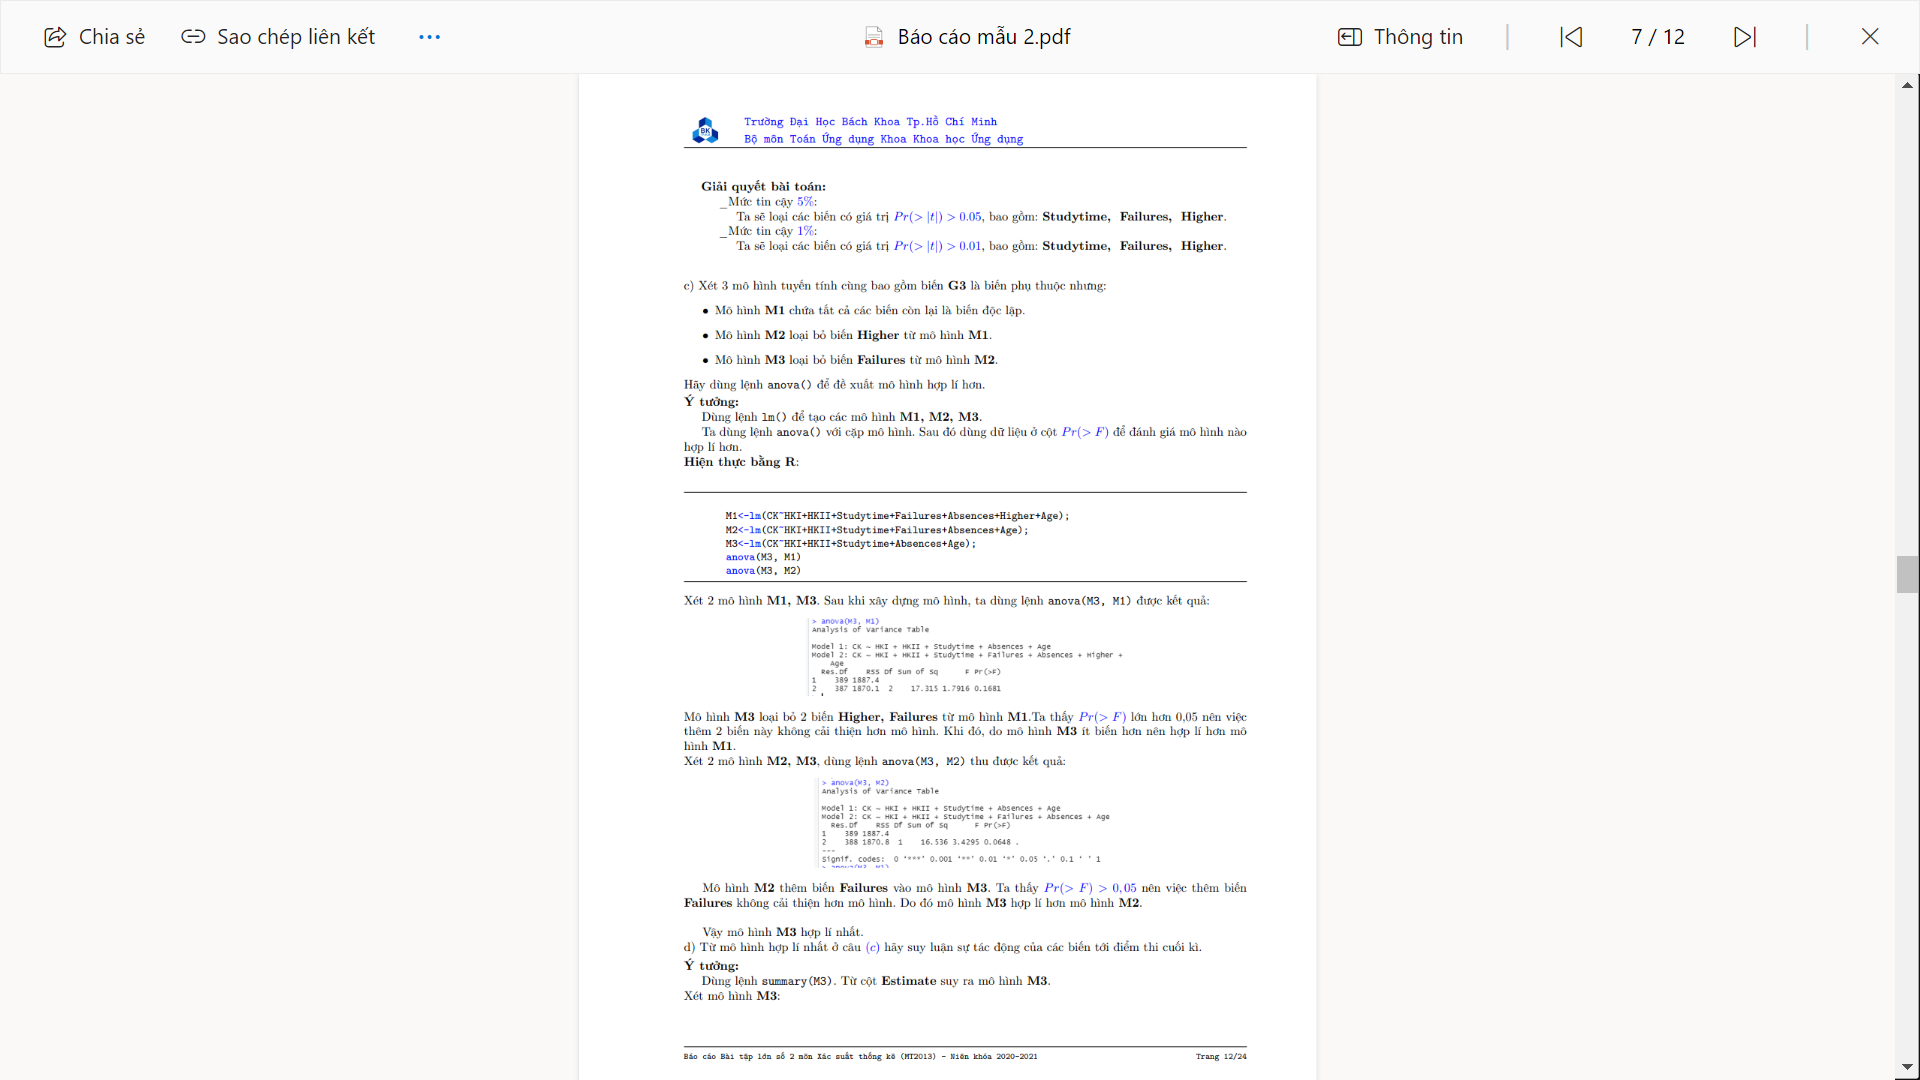 Chia sẻ
Sao chép liên kết
Báo cáo mẫu 2.pdf
Thông tin
7 / 12
BK
Trường Đại Học Bách Khoa Tp.Hồ Chí Minh
Bộ môn Toán Ứng dụng Khoa Khoa học Ứng dụng
Giải quyết bài toán:
_Mức tin cậy 5%:
Ta sẽ loại các biến có giá trị Pr(> |t|) > 0.05, bao gồm: Studytime, Failures, Higher.
_Mức tin cậy 1%:
Ta sẽ loại các biến có giá trị Pr(> |t|) > 0.01, bao gồm: Studytime, Failures, Higher.
c) Xét 3 mô hình tuyến tính cùng bao gồm biến G3 là biến phụ thuộc nhưng:
• Mô hình M1 chứa tất cả các biến còn lại là biến độc lập.
• Mô hình M2 loại bỏ biến Higher từ mô hình M1.
• Mô hình M3 loại bỏ biến Failures từ mô hình M2.
Hãy dùng lệnh anova() để đề xuất mô hình hợp lí hơn.
Ý tưởng:
Dùng lệnh lm() để tạo các mô hình M1, M2, M3.
Ta dùng lệnh anova() với cặp mô hình. Sau đó dùng dữ liệu ở cột Pr(> F) để đánh giá mô hình nào
hợp lí hơn.
Hiện thực bằng R:
M1<-lm(CK~HKI+HKII+Studytime+Failures+Absences+Higher+Age);
M2<-lm(CK~HKI+HKII+Studytime+Failures+Absences+Age);
M3<-lm(CK~HKI+HKII+Studytime+Absences+Age);
anova(M3, M1)
anova(M3, M2)
Xét 2 mô hình M1, M3. Sau khi xây dựng mô hình, ta dùng lệnh anova(M3, M1) được kết quả:
> anova(M3, M1)
Analysis of Variance Table
Model 1: CK ~ HKI + HKII + Studytime + Absences + Age
Model 2: CK ~ HKI + HKII + Studytime + Failures + Absences + Higher +
Age
Res.Df RSS Df Sum of Sq F Pr(>F)
1 389 1887.4
2 387 1870.1 2 17.315 1.7916 0.1681
Mô hình M3 loại bỏ 2 biến Higher, Failures từ mô hình M1.Ta thấy Pr(> F) lớn hơn 0,05 nên việc
thêm 2 biến này không cải thiện hơn mô hình. Khi đó, do mô hình M3 ít biến hơn nên hợp lí hơn mô
hình M1.
Xét 2 mô hình M2, M3, dùng lệnh anova(M3, M2) thu được kết quả:
> anova(M3, M2)
Analysis of Variance Table
Model 1: CK ~ HKI + HKII + Studytime + Absences + Age
Model 2: CK ~ HKI + HKII + Studytime + Failures + Absences + Age
Res.Df RSS Df Sum of Sq F Pr(>F)
1 389 1887.4
2 388 1870.8 1 16.536 3.4295 0.0648 .
---
Signif. codes: 0 '***' 0.001 '**' 0.01 '*' 0.05 '.' 0.1 ' ' 1
Mô hình M2 thêm biến Failures vào mô hình M3. Ta thấy Pr(> F) > 0,05 nên việc thêm biến
Failures không cải thiện hơn mô hình. Do đó mô hình M3 hợp lí hơn mô hình M2.
Vậy mô hình M3 hợp lí nhất.
d) Từ mô hình hợp lí nhất ở câu (c) hãy suy luận sự tác động của các biến tới điểm thi cuối kì.
Ý tưởng:
Dùng lệnh summary(M3). Từ cột Estimate suy ra mô hình M3.
Xét mô hình M3:
Báo cáo Bài tập lớn số 2 môn Xác suất thống kê (MT2013) - Niên khóa 2020-2021
Trang 12/24